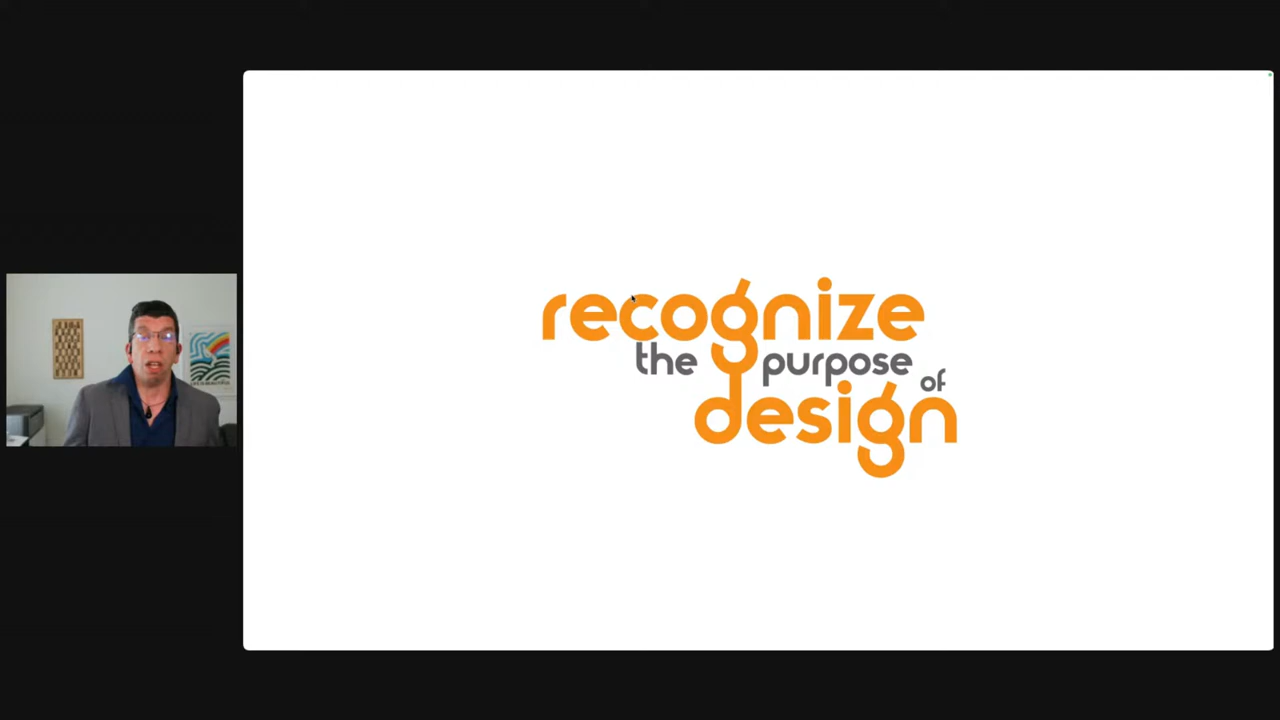 recognize
the purpose
of
design